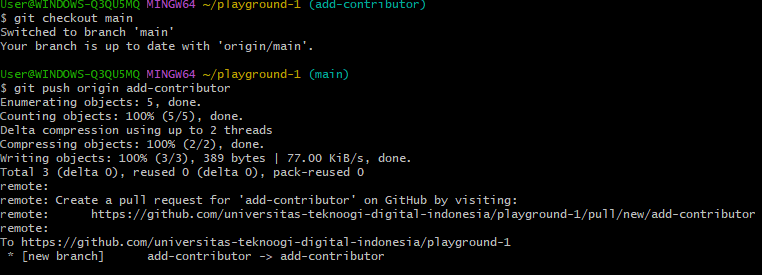 User@WINDOWS-Q3QU5MQ MINGW64 ~/playground-1 (add-contributor)
$ git checkout main
Switched to branch 'main'
Your branch is up to date with 'origin/main'.
User@WINDOWS-Q3QU5MQ MINGW64 ~/playground-1 (main)
$ git push origin add-contributor
Enumerating objects: 5, done.
Counting objects: 100% (5/5), done.
Delta compression using up to 2 threads
Compressing objects: 100% (2/2), done.
Writing objects: 100% (3/3), 389 bytes | 77.00 KiB/s, done.
Total 3 (delta 0), reused 0 (delta 0), pack-reused 0
remote:
remote: Create a pull request for 'add-contributor' on GitHub by visiting:
remote:      https://github.com/universitas-teknoogi-digital-indonesia/playground-1/pull/new/add-contributor
remote:
To https://github.com/universitas-teknoogi-digital-indonesia/playground-1
 * [new branch]      add-contributor -> add-contributor